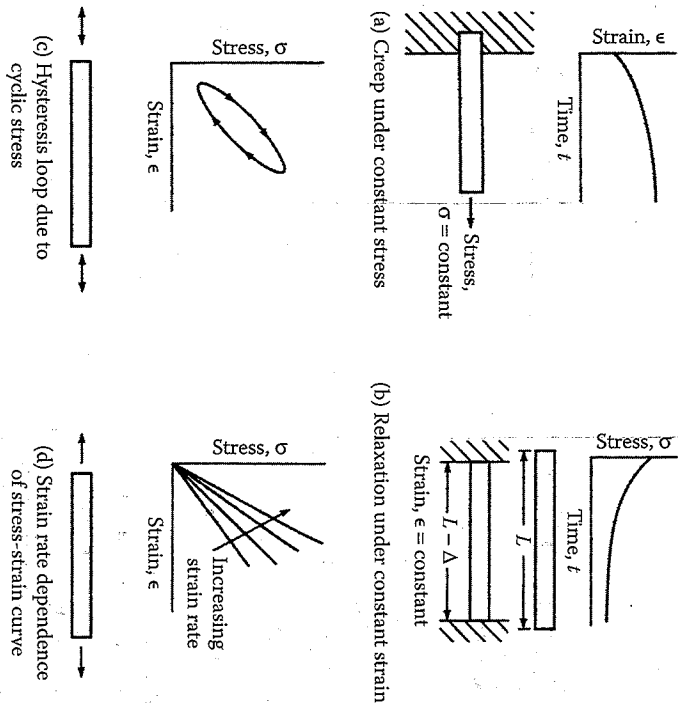 Strain, ϵ
Time, t
Stress,
σ = constant
(a) Creep under constant stress
Stress, σ
Time, t
L
L − Δ
Strain, ϵ = constant
(b) Relaxation under constant strain
Stress, σ
Strain, ϵ
(c) Hysteresis loop due to
cyclic stress
Stress, σ
Increasing
strain rate
Strain, ϵ
(d) Strain rate dependence
of stress–strain curve